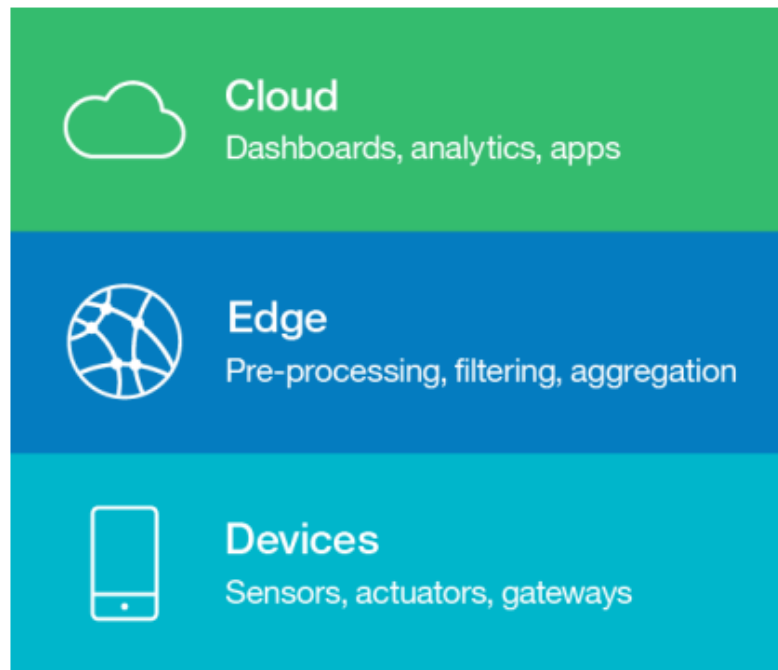 Cloud
Dashboards, analytics, apps
Edge
Pre-processing, filtering, aggregation
Devices
Sensors, actuators, gateways